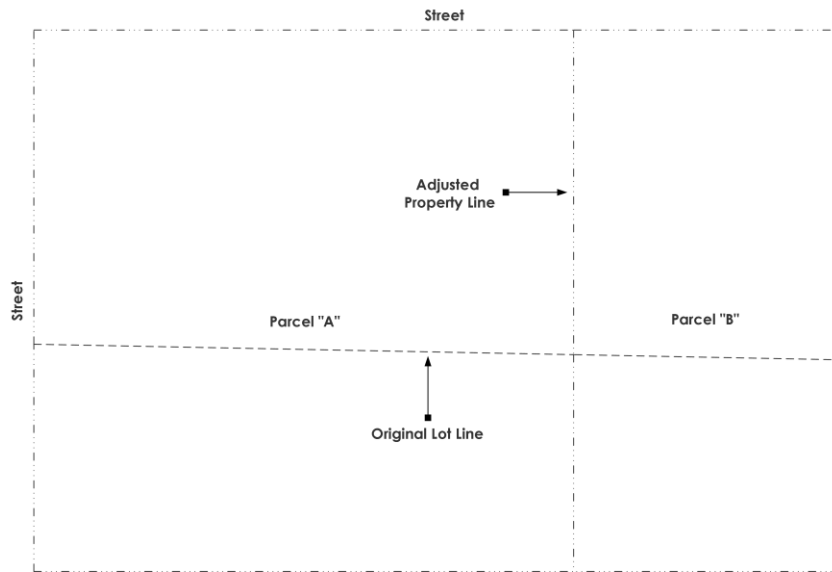 Street
Adjusted
Property Line
Street
Parcel "A"
Parcel "B"
Original Lot Line